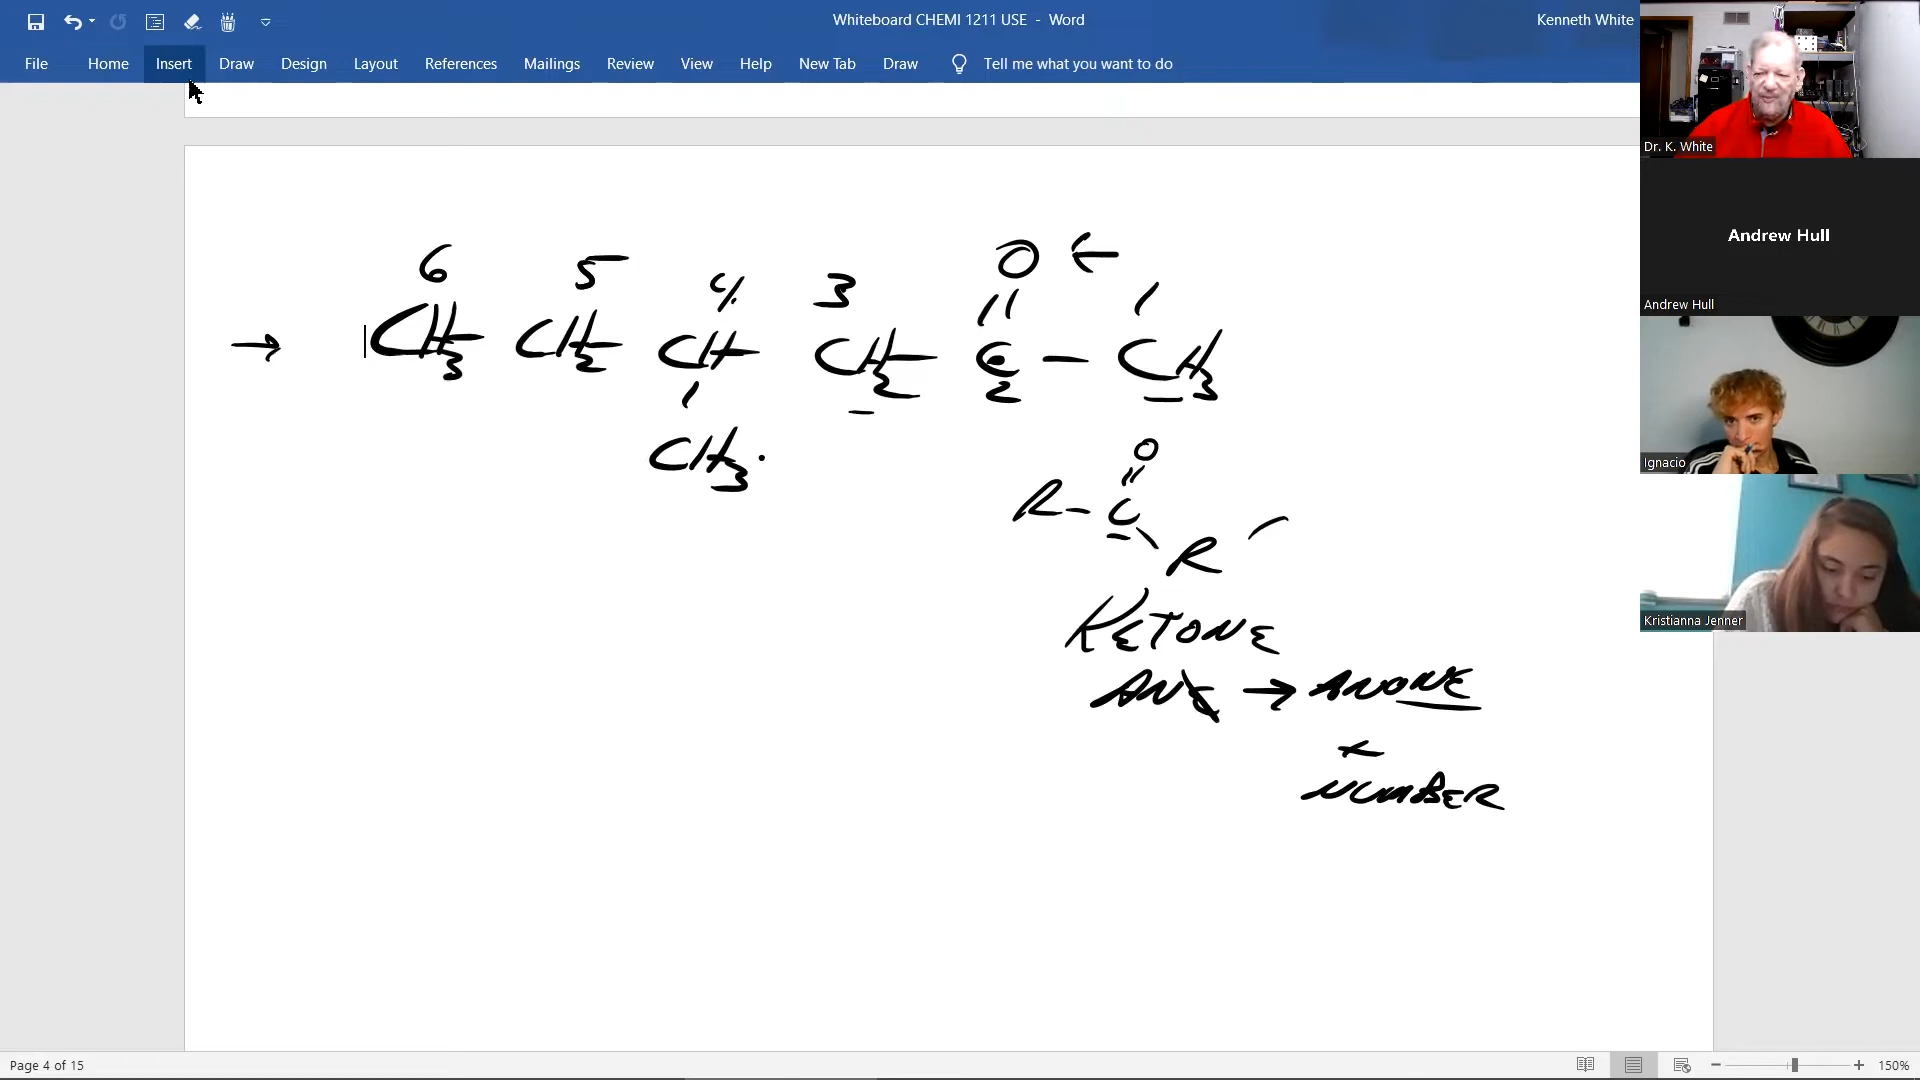 Whiteboard CHEMI 1211 USE - Word
Kenneth White
File Home Insert Draw Design Layout References Mailings Review View Help New Tab Draw Tell me what you want to do
Dr. K. White
Andrew Hull
Andrew Hull
Ignacio
Kristianna Jenner
6 5 4 3 O ← 1
→ CH3 CH2 CH CH2 C - CH3
2
CH3
O
R - C
R ′
KETONE
ANE → ANONE
+
NUMBER
Page 4 of 15
150%